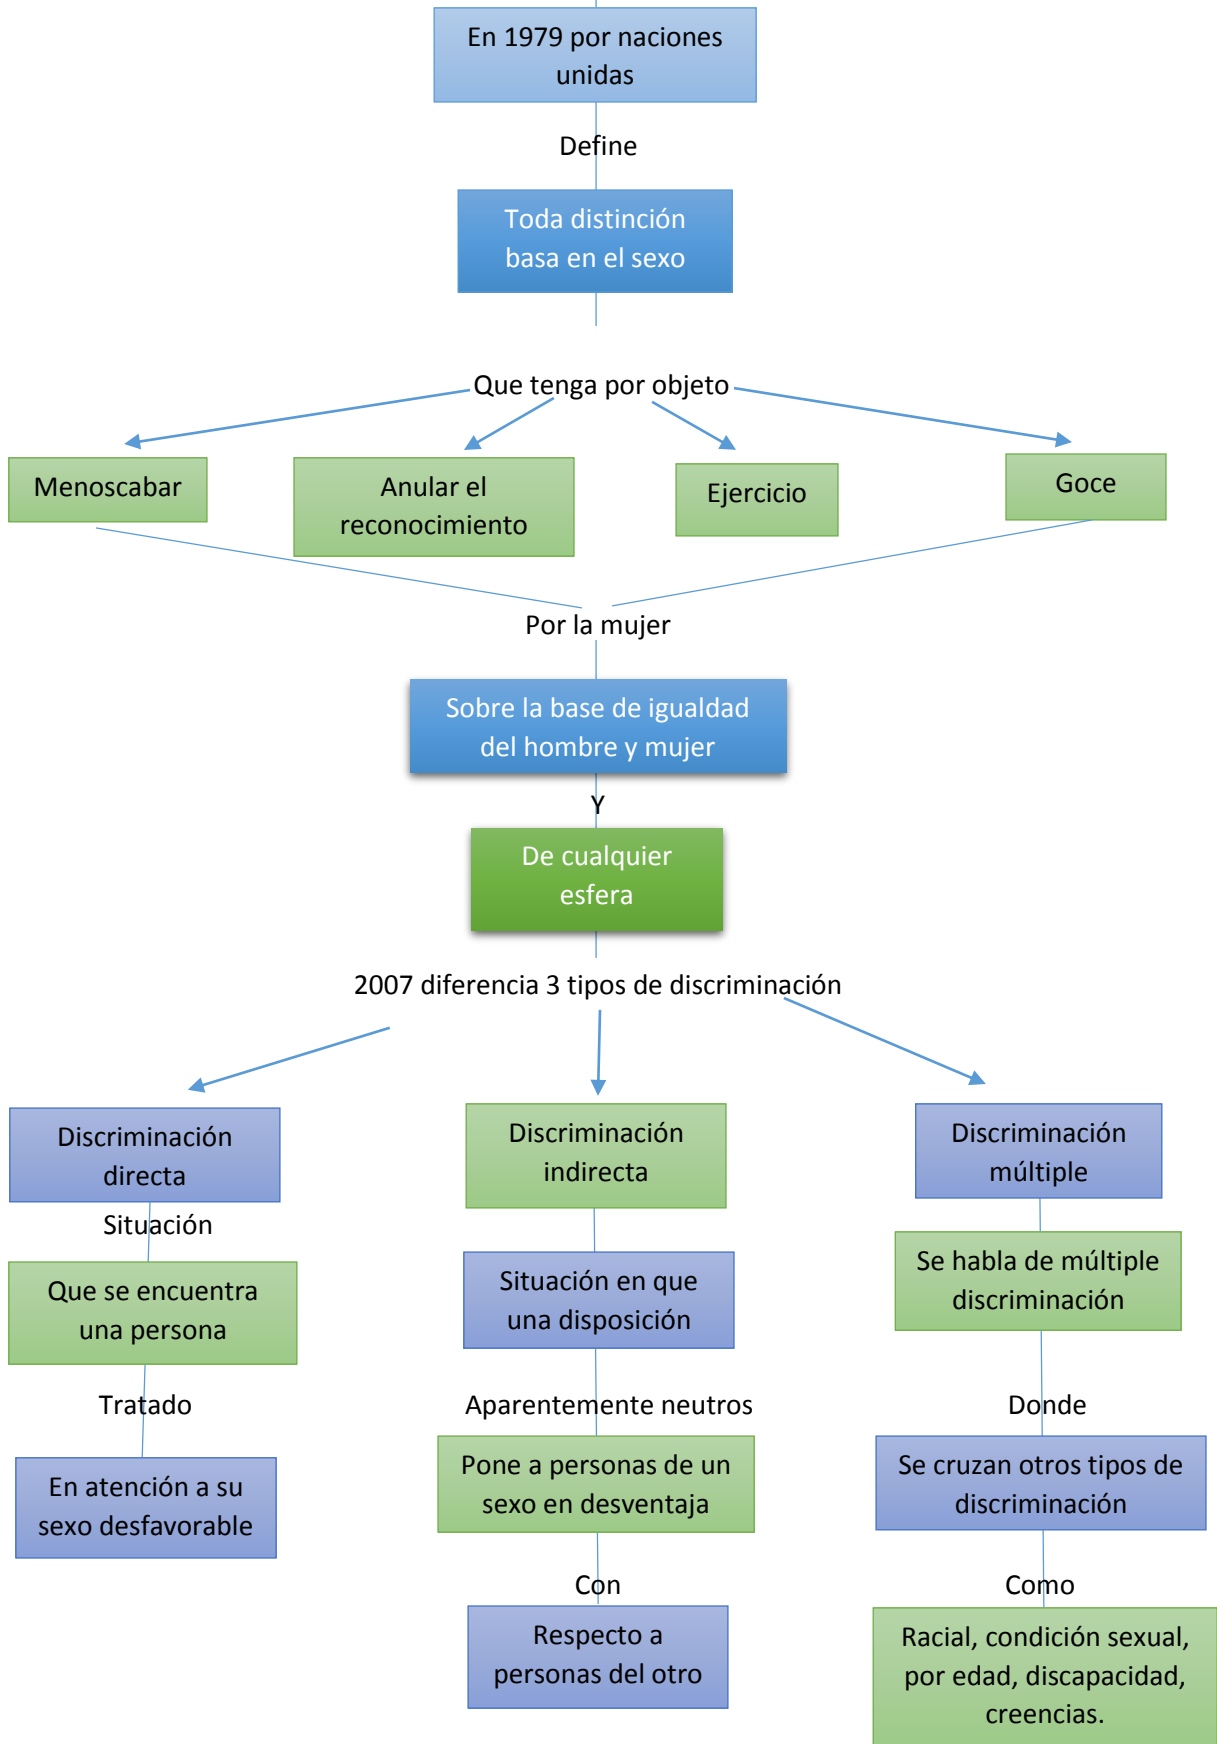 En 1979 por naciones
unidas
Define
Toda distinción
basa en el sexo
Que tenga por objeto
Menoscabar
Anular el
reconocimiento
Ejercicio
Goce
Por la mujer
Sobre la base de igualdad
del hombre y mujer
Y
De cualquier
esfera
2007 diferencia 3 tipos de discriminación
Discriminación
directa
Situación
Que se encuentra
una persona
Tratado
En atención a su
sexo desfavorable
Discriminación
indirecta
Situación en que
una disposición
Aparentemente neutros
Pone a personas de un
sexo en desventaja
Con
Respecto a
personas del otro
Discriminación
múltiple
Se habla de múltiple
discriminación
Donde
Se cruzan otros tipos de
discriminación
Como
Racial, condición sexual,
por edad, discapacidad,
creencias.